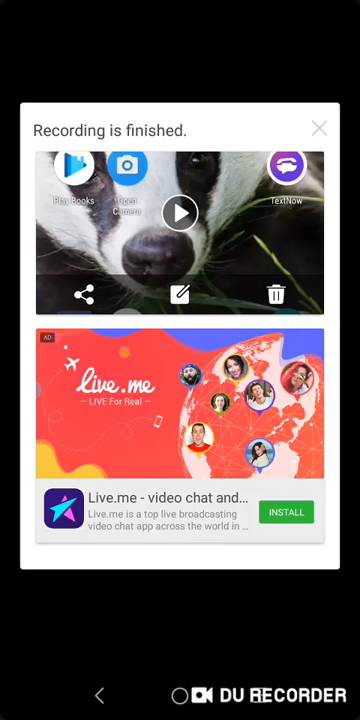 Recording is finished.
Play Books
Open
Camera
TextNow
AD
live.me
— LIVE For Real —
Live.me - video chat and...
Live.me is a top live broadcasting
video chat app across the world in ...
INSTALL
DU RECORDER